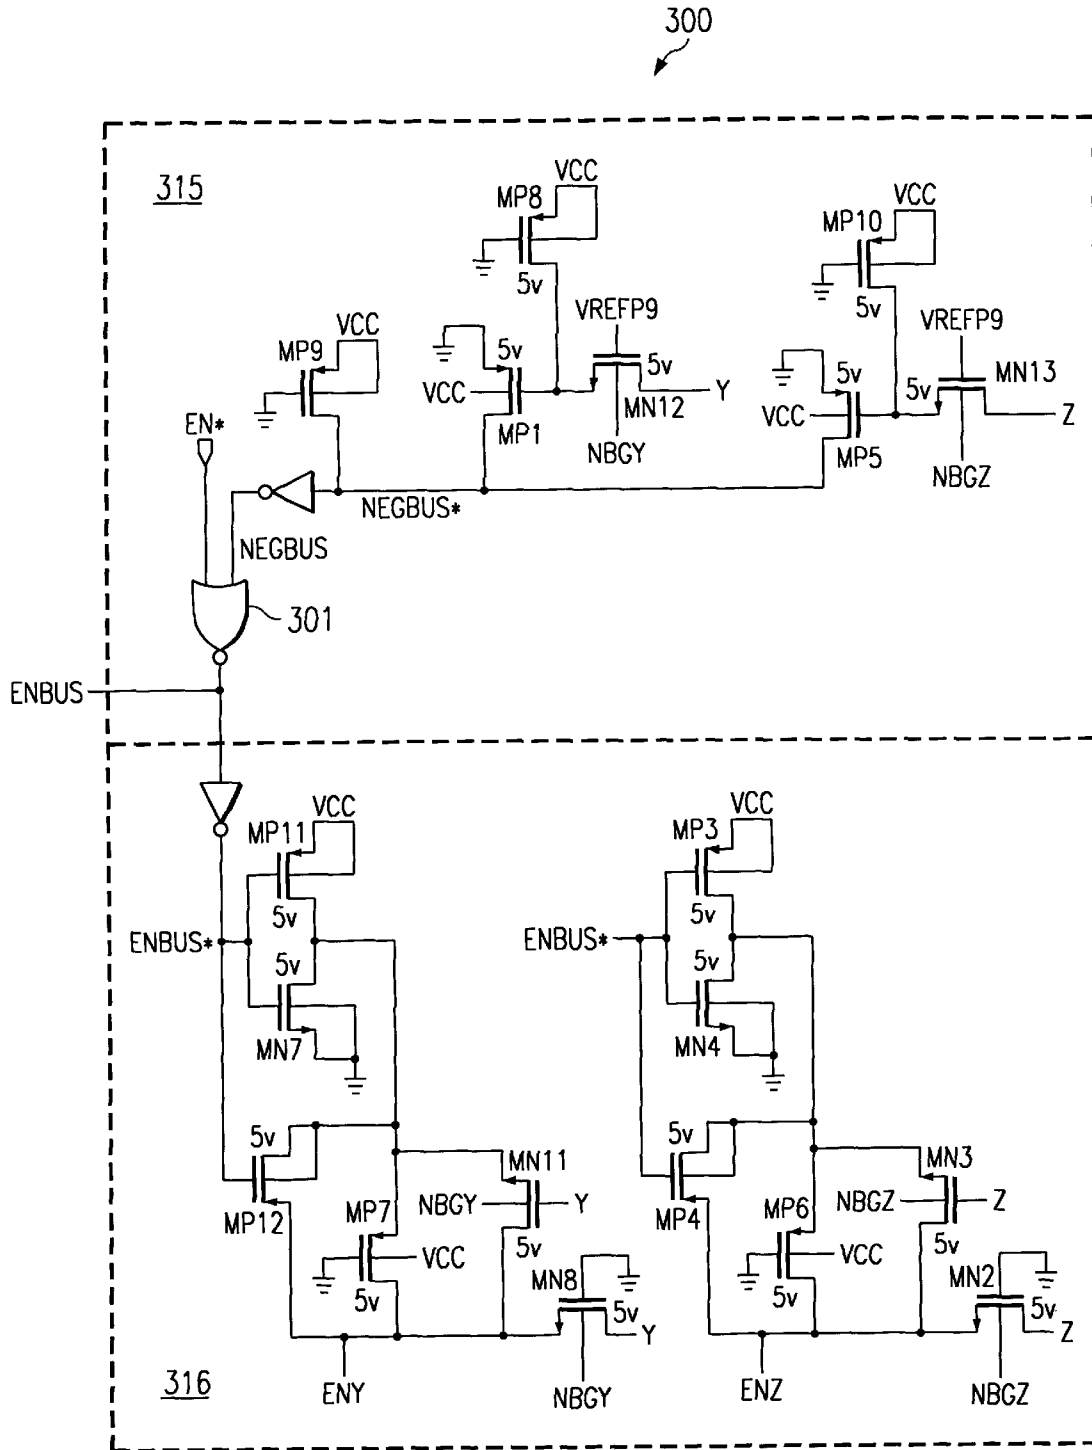 300
315
VCC
MP8
5v
VCC
MP10
5v
VREFP9
VREFP9
VCC
MP9
5v
5v
VCC
MP1
MN12
Y
NBGY
5v
5v
VCC
MP5
MN13
Z
NBGZ
EN*
NEGBUS*
NEGBUS
301
ENBUS
VCC
MP11
5v
ENBUS*
5v
MN7
VCC
MP3
5v
ENBUS*
5v
MN4
5v
MP12
MP7
VCC
5v
MN11
NBGY
Y
5v
MN8
5v
Y
NBGY
ENY
5v
MP4
MP6
VCC
5v
MN3
NBGZ
Z
5v
MN2
5v
Z
NBGZ
ENZ
316